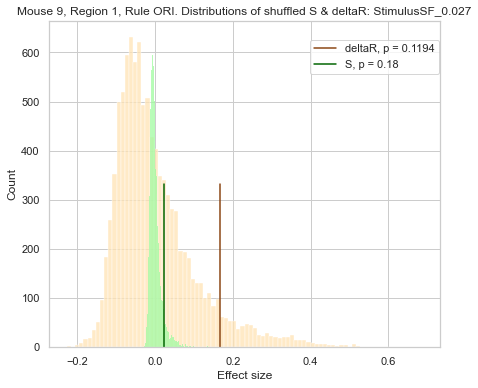 Mouse 9, Region 1, Rule ORI. Distributions of shuffled S & deltaR: StimulusSF_0.027
deltaR, p = 0.1194
S, p = 0.18
600
500
400
300
200
100
0
Count
−0.2
0.0
0.2
0.4
0.6
Effect size